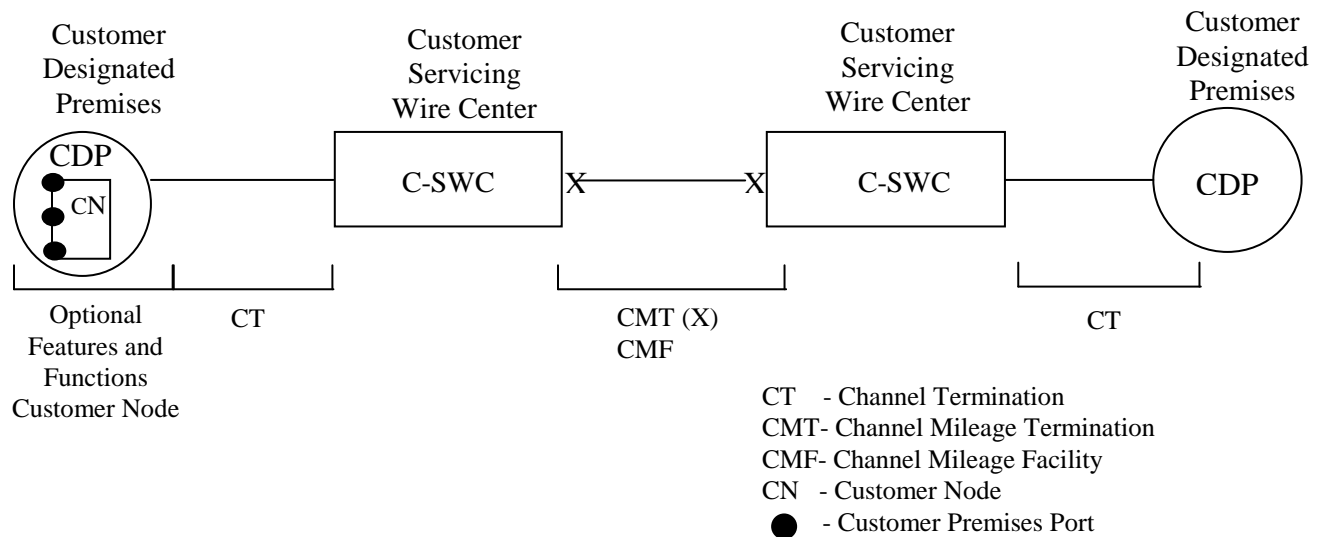 Customer
Designated
Premises
Customer
Servicing
Wire Center
Customer
Servicing
Wire Center
Customer
Designated
Premises
CDP
CN
C-SWC
X
X
C-SWC
CDP
Optional
Features and
Functions
Customer Node
CT
CMT (X)
CMF
CT
CT - Channel Termination
CMT- Channel Mileage Termination
CMF- Channel Mileage Facility
CN - Customer Node
- Customer Premises Port